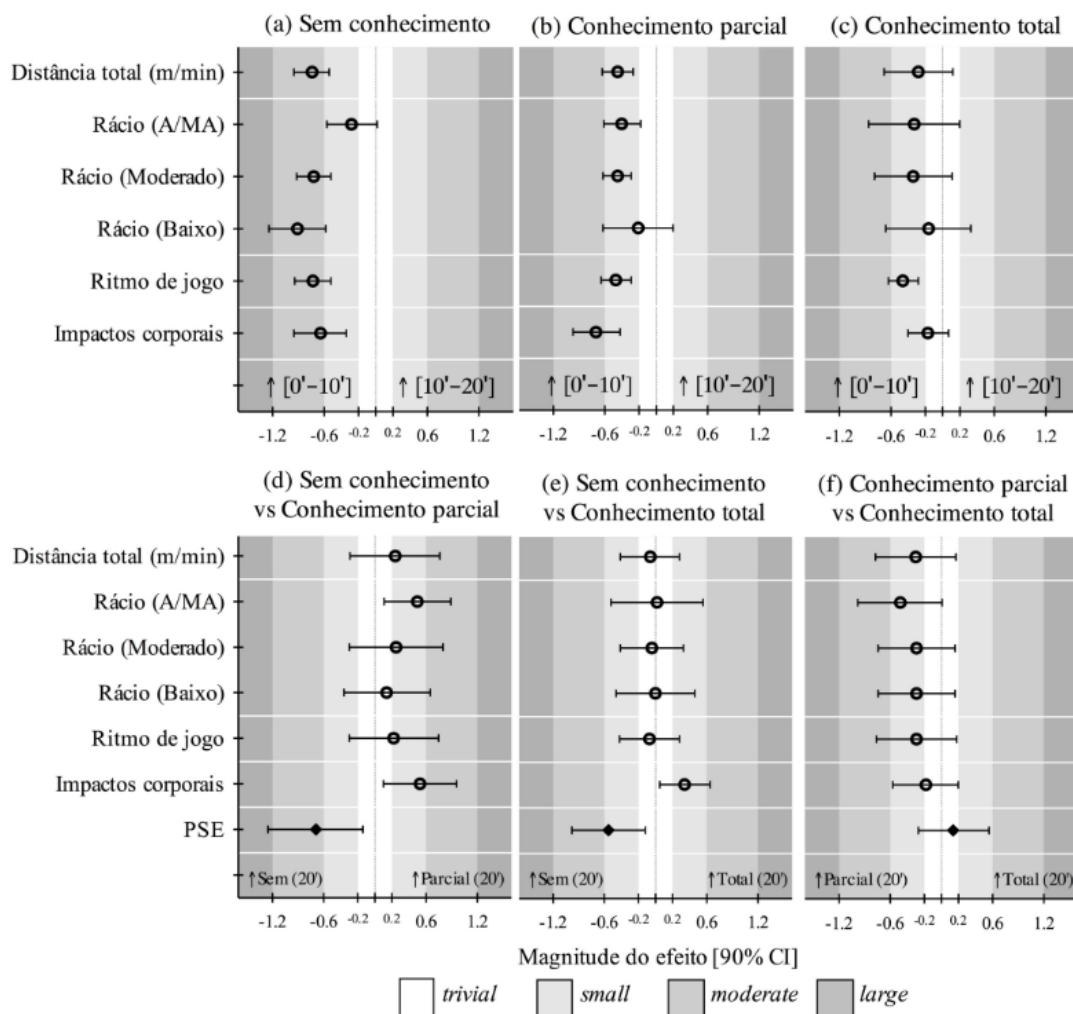 (a) Sem conhecimento
(b) Conhecimento parcial
(c) Conhecimento total
Distância total (m/min)
Rácio (A/MA)
Rácio (Moderado)
Rácio (Baixo)
Ritmo de jogo
Impactos corporais
↑ [0'−10'] ↑ [10'−20']
↑ [0'−10'] ↑ [10'−20']
↑ [0'−10'] ↑ [10'−20']
-1.2 -0.6 -0.2 0.2 0.6 1.2
-1.2 -0.6 -0.2 0.2 0.6 1.2
-1.2 -0.6 -0.2 0.2 0.6 1.2
(d) Sem conhecimento
vs Conhecimento parcial
(e) Sem conhecimento
vs Conhecimento total
(f) Conhecimento parcial
vs Conhecimento total
Distância total (m/min)
Rácio (A/MA)
Rácio (Moderado)
Rácio (Baixo)
Ritmo de jogo
Impactos corporais
PSE
↑Sem (20') ↑Parcial (20')
↑Sem (20') ↑Total (20')
↑Parcial (20') ↑Total (20')
-1.2 -0.6 -0.2 0.2 0.6 1.2
-1.2 -0.6 -0.2 0.2 0.6 1.2
-1.2 -0.6 -0.2 0.2 0.6 1.2
Magnitude do efeito [90% CI]
trivial small moderate large